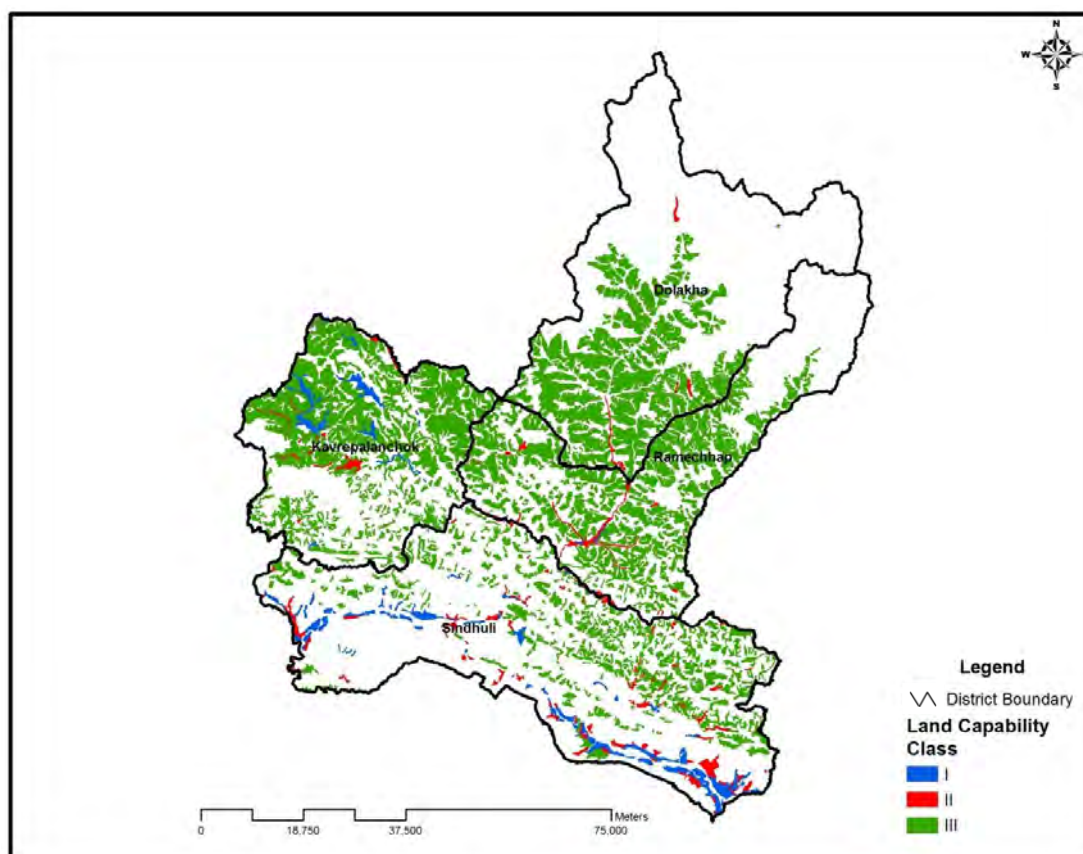 N
W E
S
Dolakha
Kavrepalanchok
Ramechhap
Sindhuli
Legend
District Boundary
Land Capability
Class
I
II
III
Meters
0 18,750 37,500 75,000